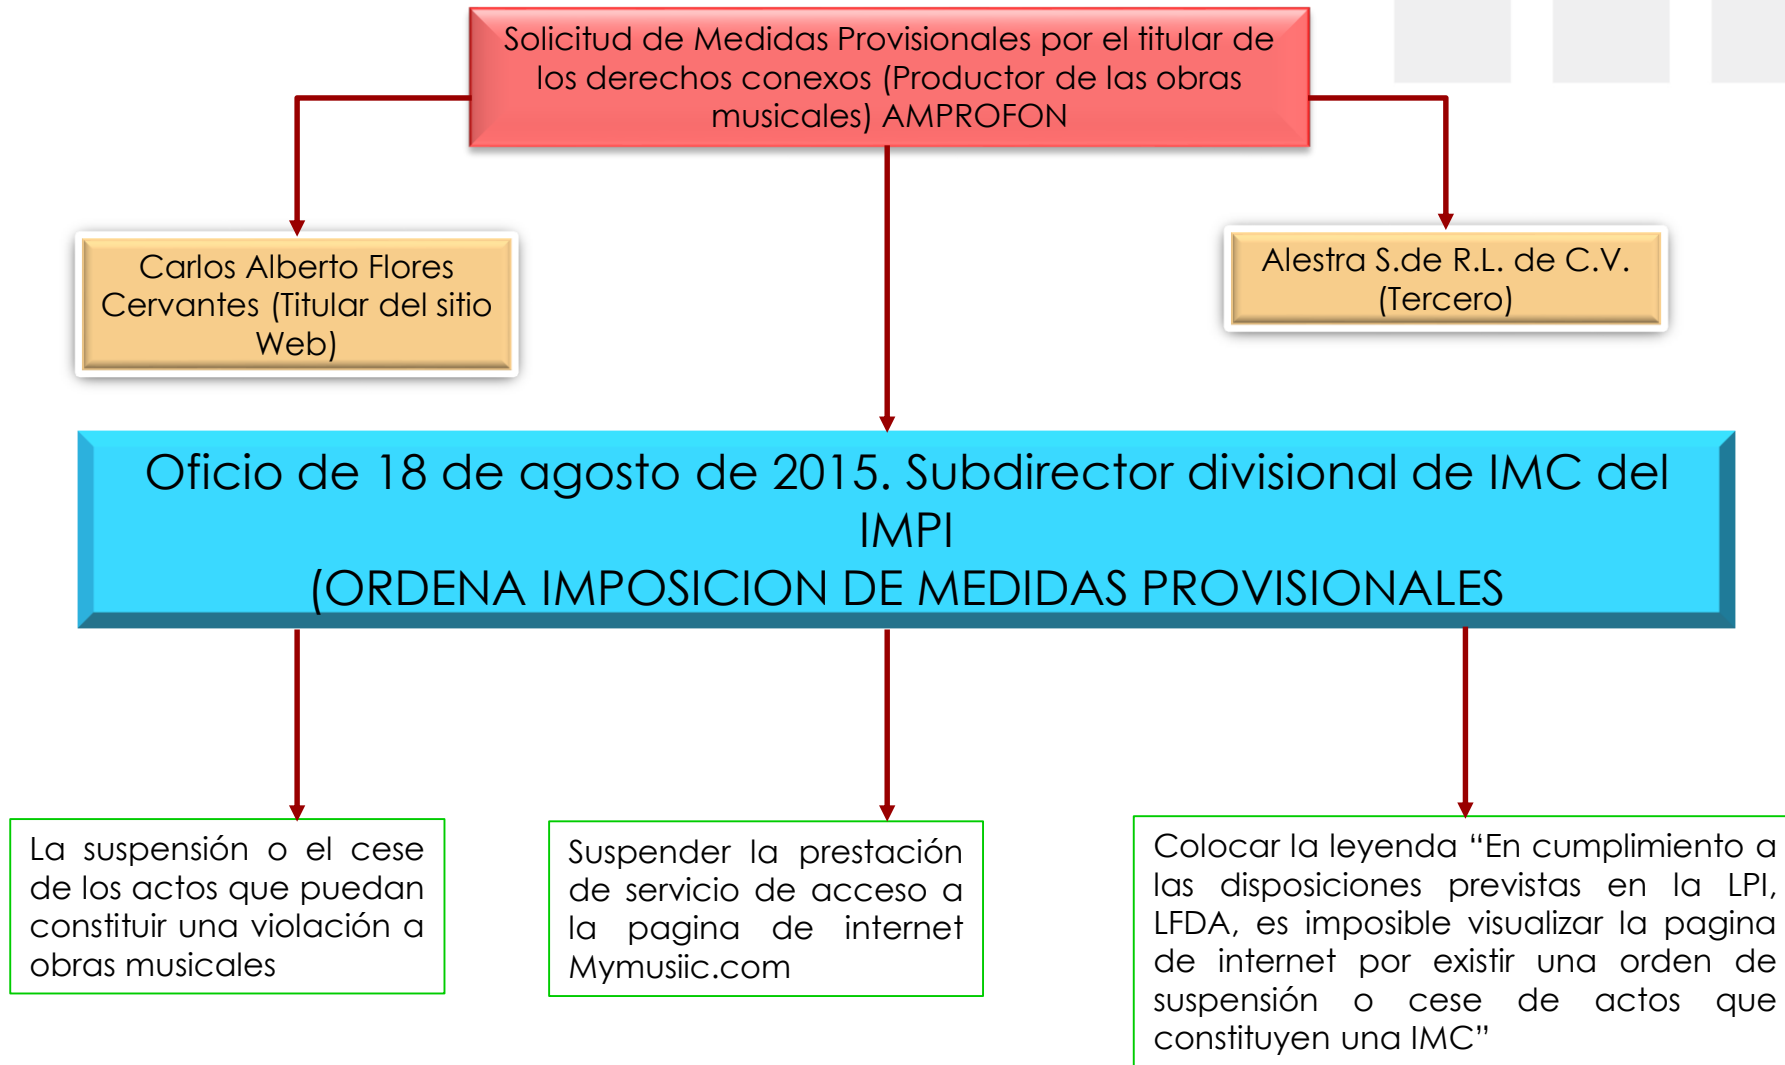 Solicitud de Medidas Provisionales por el titular de
los derechos conexos (Productor de las obras
musicales) AMPROFON
Carlos Alberto Flores
Cervantes (Titular del sitio
Web)
Alestra S.de R.L. de C.V.
(Tercero)
Oficio de 18 de agosto de 2015. Subdirector divisional de IMC del
IMPI
(ORDENA IMPOSICION DE MEDIDAS PROVISIONALES
La suspensión o el cese
de los actos que puedan
constituir una violación a
obras musicales
Suspender la prestación
de servicio de acceso a
la pagina de internet
Mymusiic.com
Colocar la leyenda “En cumplimiento a
las disposiciones previstas en la LPI,
LFDA, es imposible visualizar la pagina
de internet por existir una orden de
suspensión o cese de actos que
constituyen una IMC”